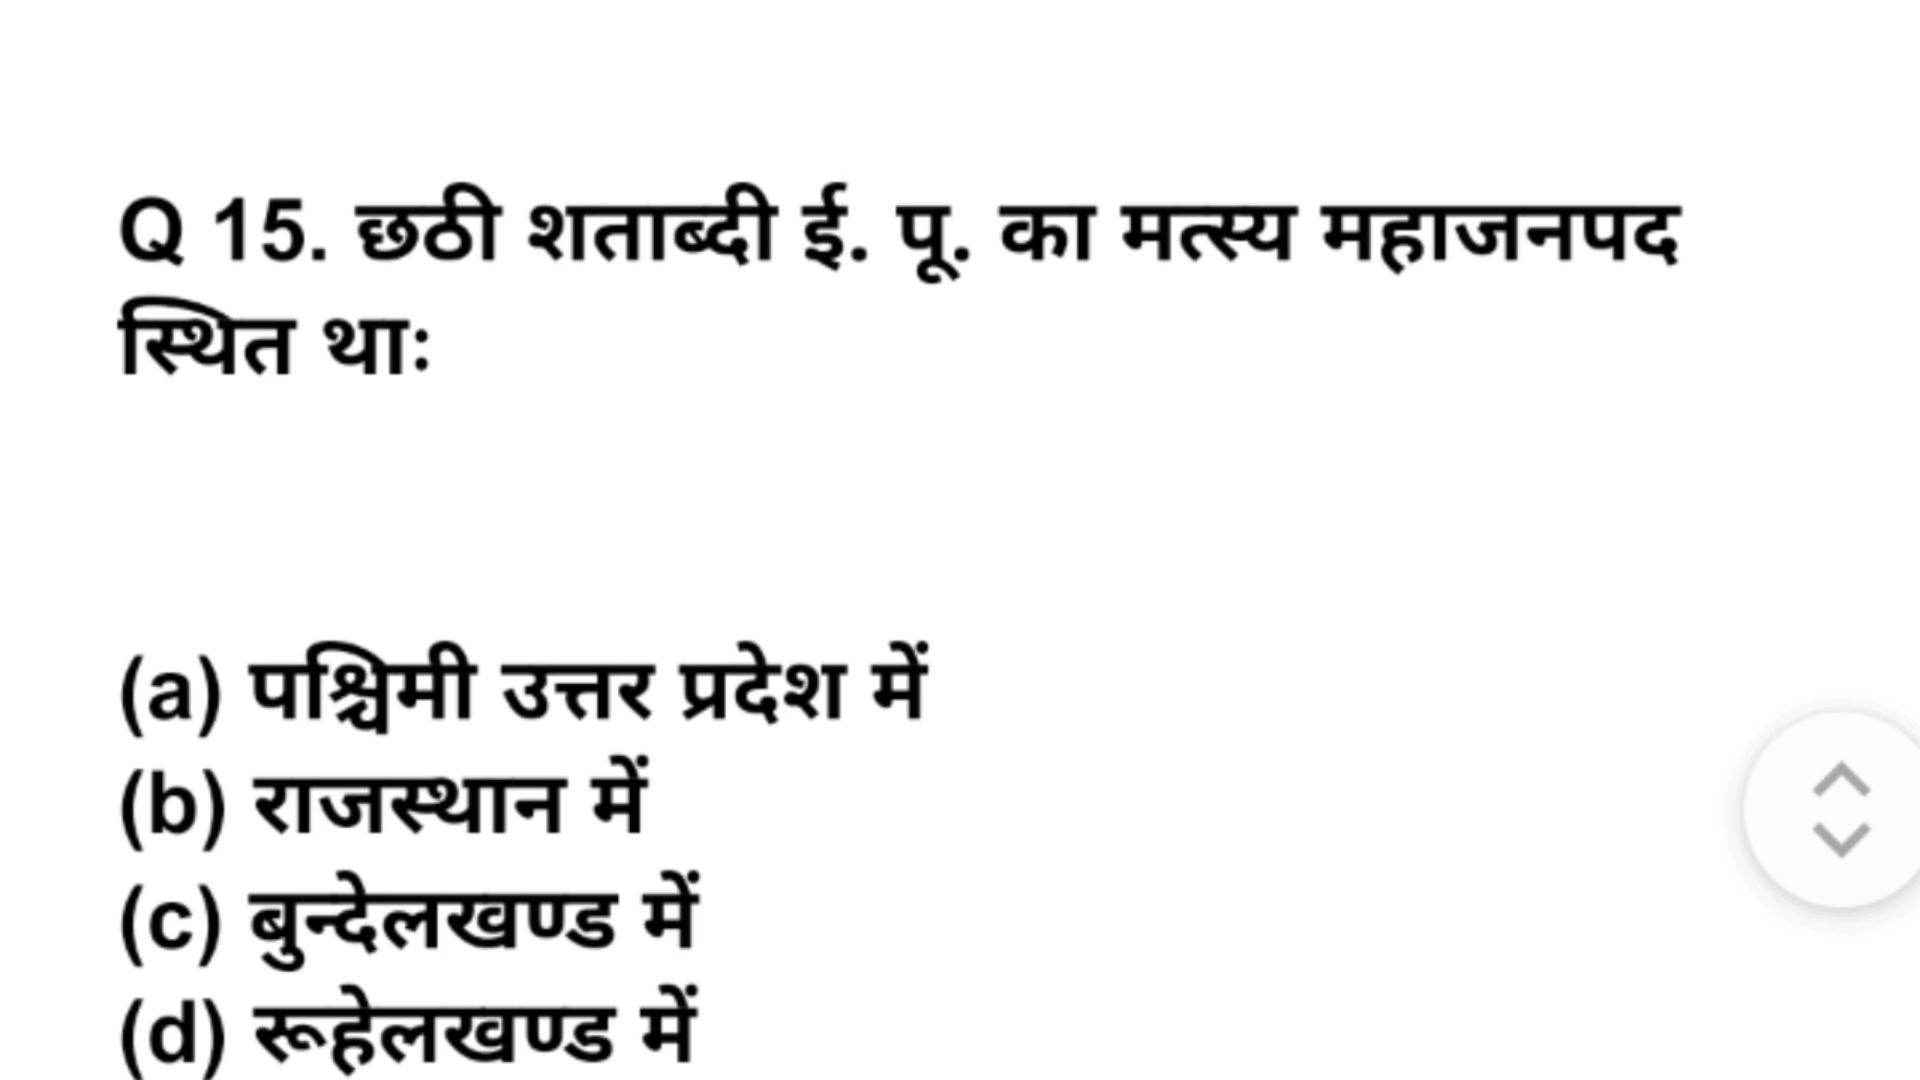 Q 15. छठी शताब्दी ई. पू. का मत्स्य महाजनपद
स्थित थाः
(a) पश्चिमी उत्तर प्रदेश में
(b) राजस्थान में
(c) बुन्देलखण्ड में
(d) रूहेलखण्ड में